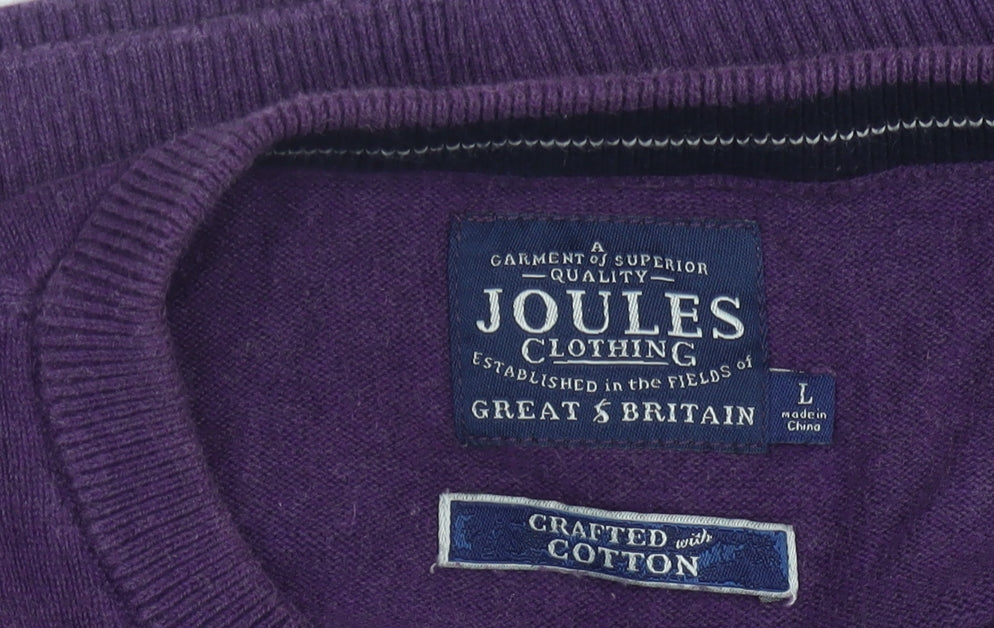 A
GARMENT of SUPERIOR
QUALITY
JOULES
CLOTHING
ESTABLISHED in the FIELDS of
GREAT BRITAIN
L
made in
China
CRAFTED with
COTTON